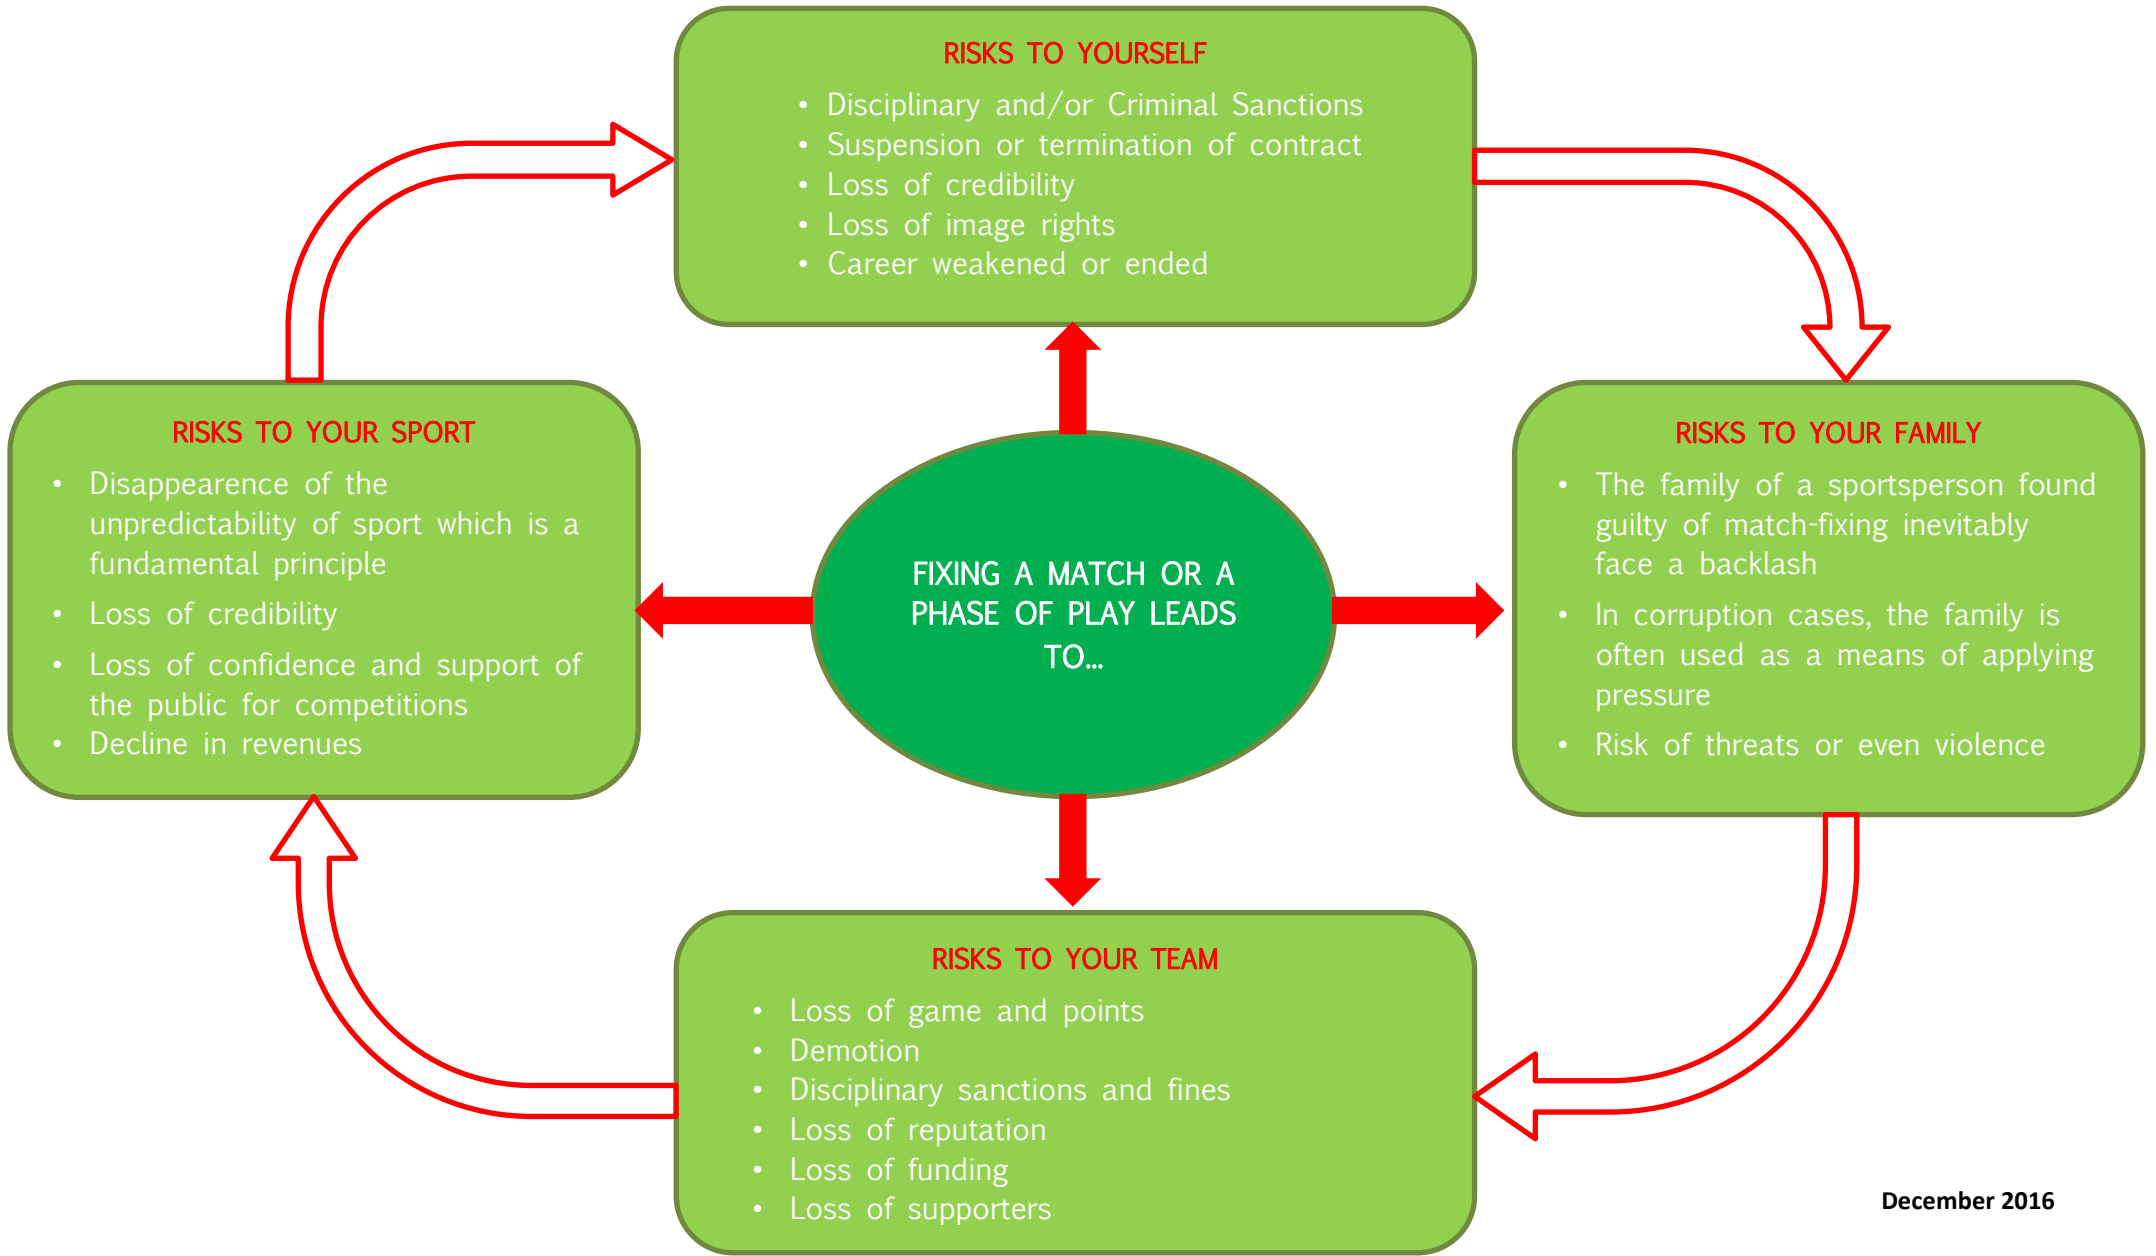 RISKS TO YOURSELF
• Disciplinary and/or Criminal Sanctions
• Suspension or termination of contract
• Loss of credibility
• Loss of image rights
• Career weakened or ended
RISKS TO YOUR SPORT
• Disappearence of the
unpredictability of sport which is a
fundamental principle
• Loss of credibility
• Loss of confidence and support of
the public for competitions
• Decline in revenues
FIXING A MATCH OR A
PHASE OF PLAY LEADS
TO...
RISKS TO YOUR FAMILY
• The family of a sportsperson found
guilty of match-fixing inevitably
face a backlash
• In corruption cases, the family is
often used as a means of applying
pressure
• Risk of threats or even violence
RISKS TO YOUR TEAM
• Loss of game and points
• Demotion
• Disciplinary sanctions and fines
• Loss of reputation
• Loss of funding
• Loss of supporters
December 2016